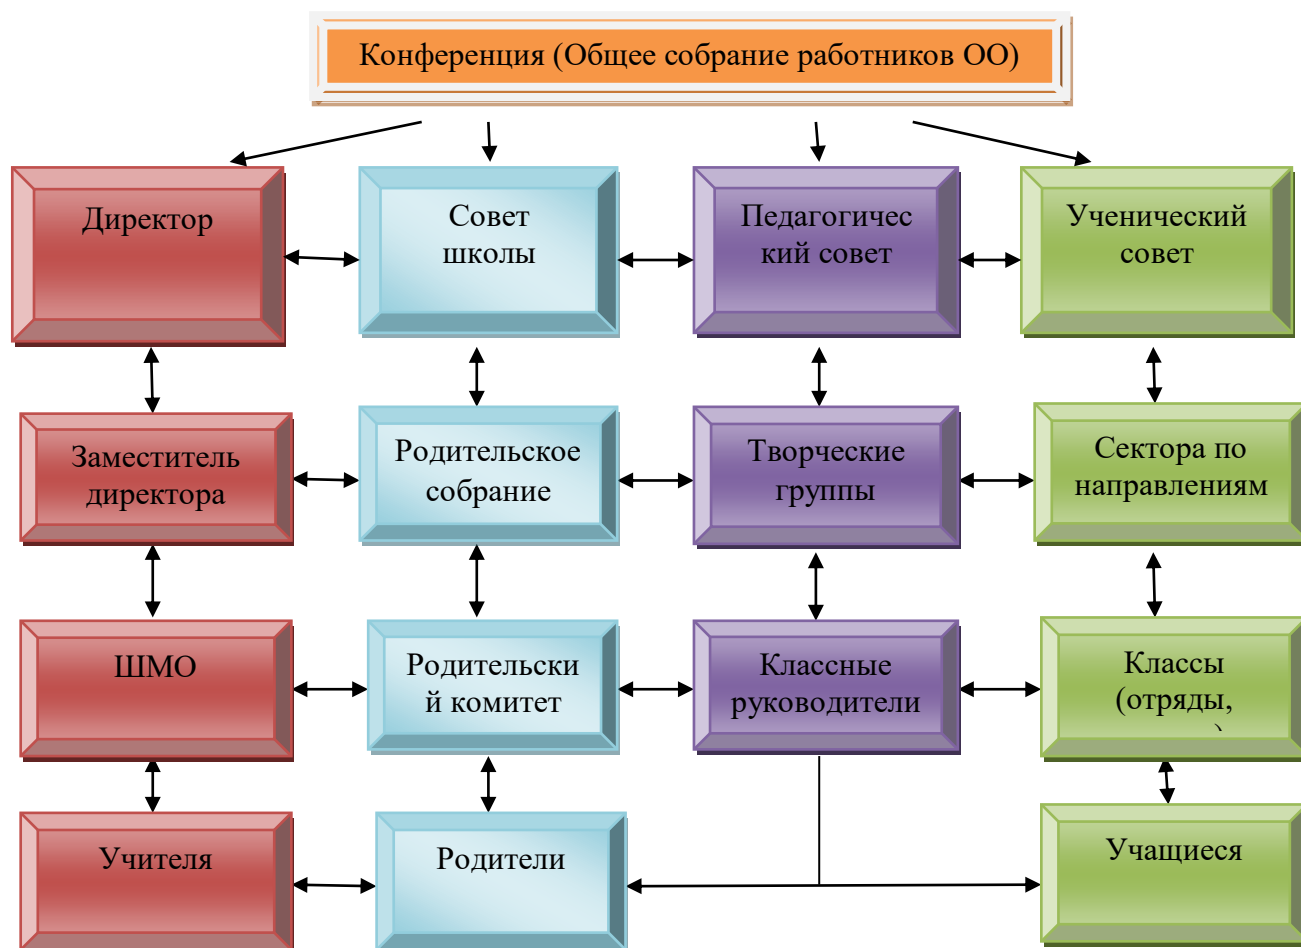 Конференция (Общее собрание работников ОО)
Директор
Совет
школы
Педагогичес
кий совет
Ученический
совет
Заместитель
директора
Родительское
собрание
Творческие
группы
Сектора по
направлениям
ШМО
Родительски
й комитет
Классные
руководители
Классы
(отряды,
Учителя
Родители
Учащиеся